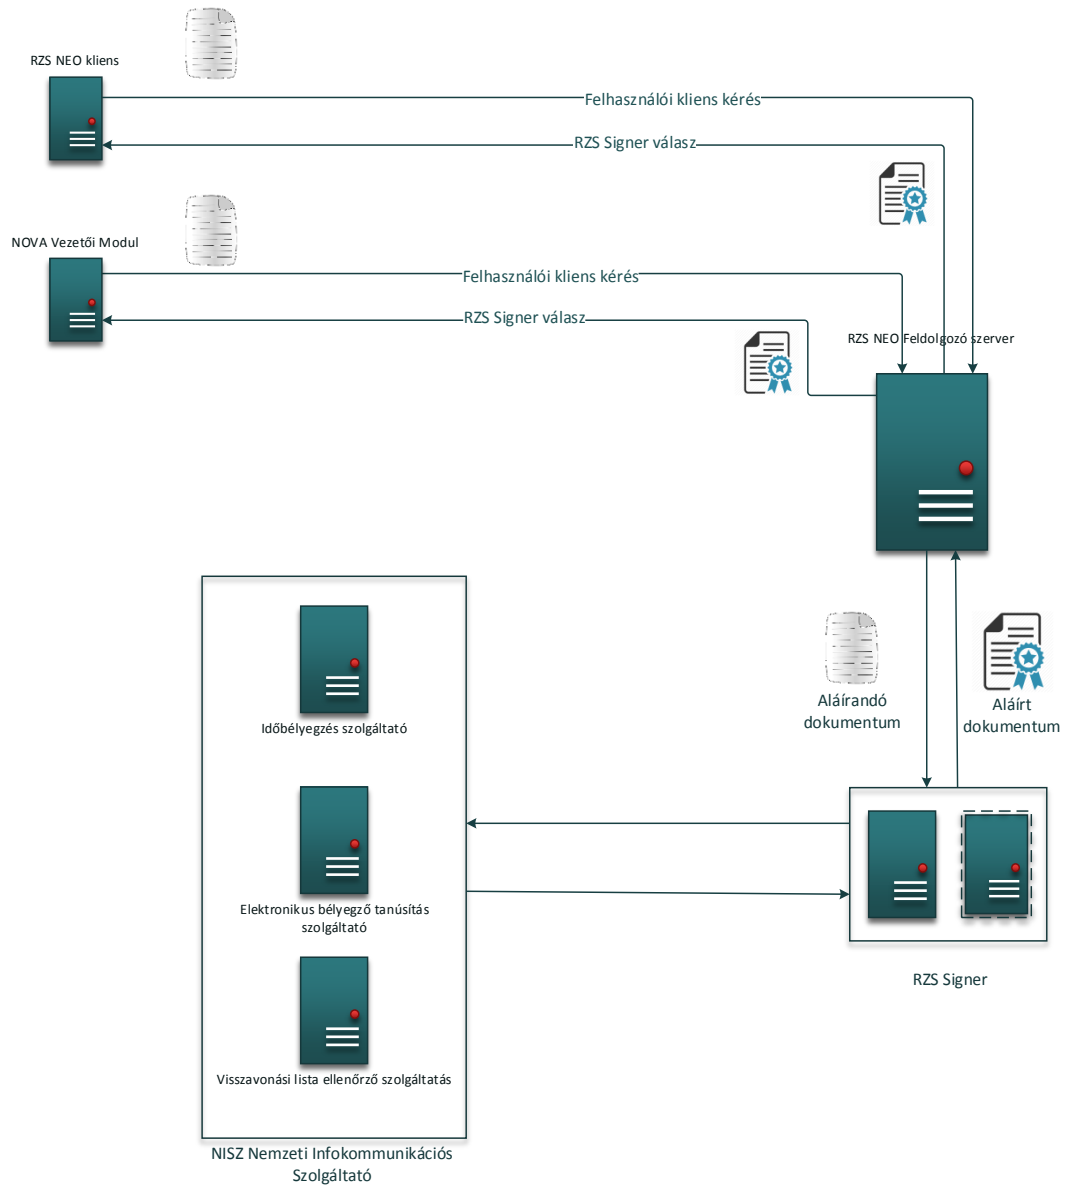 RZS NEO kliens
Felhasználói kliens kérés
RZS Signer válasz
NOVA Vezetői Modul
Felhasználói kliens kérés
RZS Signer válasz
RZS NEO Feldolgozó szerver
Aláírandó
dokumentum
Aláírt
dokumentum
Időbélyegzés szolgáltató
Elektronikus bélyegző tanúsítás
szolgáltató
RZS Signer
Visszavonási lista ellenőrző szolgáltatás
NISZ Nemzeti Infokommunikációs
Szolgáltató